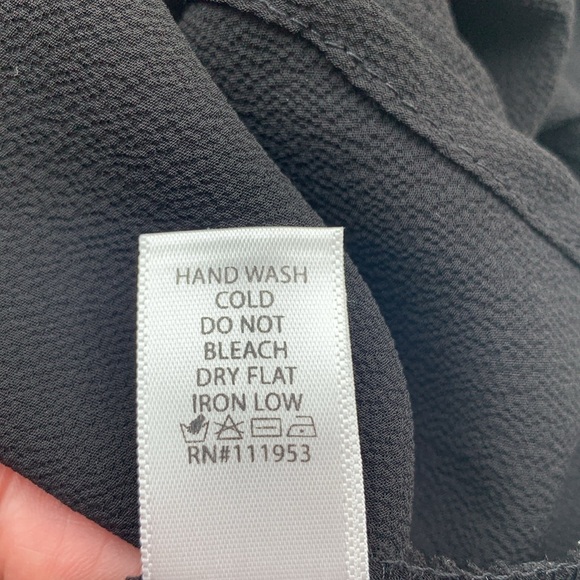 HAND WASH
COLD
DO NOT
BLEACH
DRY FLAT
IRON LOW
RN#111953